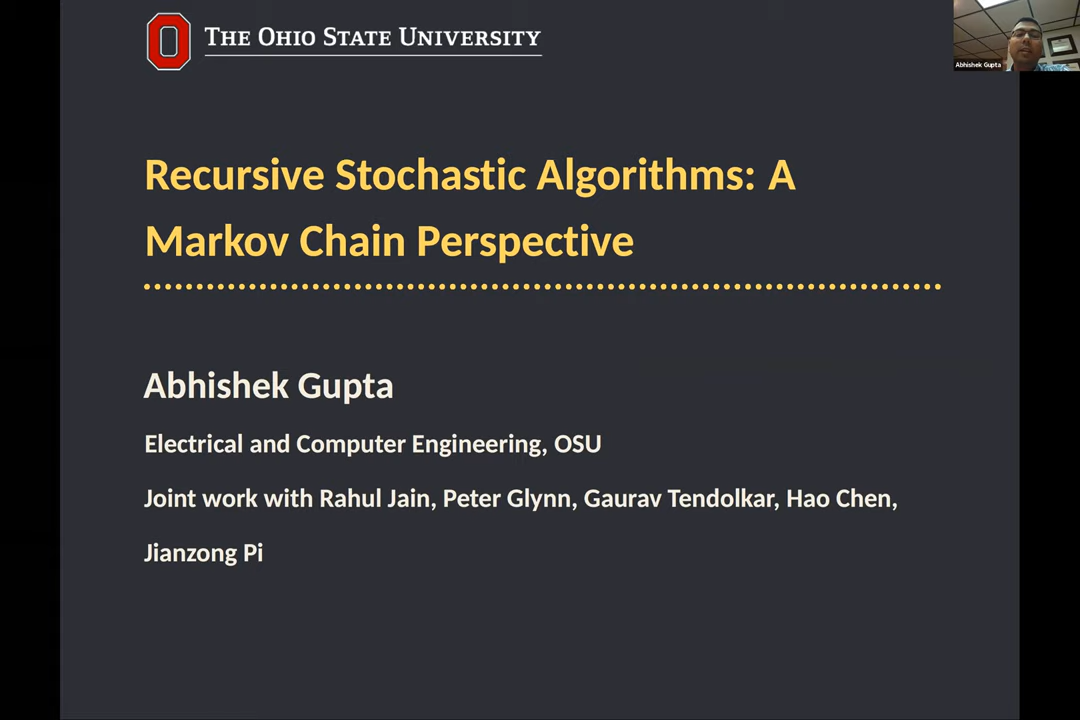 THE OHIO STATE UNIVERSITY
Abhishek Gupta
Recursive Stochastic Algorithms: A
Markov Chain Perspective
Abhishek Gupta
Electrical and Computer Engineering, OSU
Joint work with Rahul Jain, Peter Glynn, Gaurav Tendolkar, Hao Chen,
Jianzong Pi